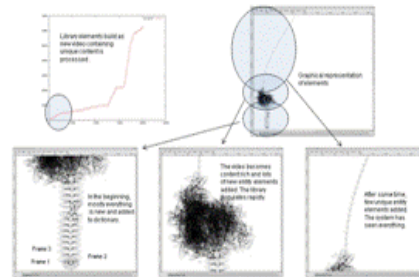 Library elements build as
new video containing
unique content is
processed
Graphical representation
of elements
In the beginning,
mostly everything
is new and added
to dictionary.
Frame 3
Frame 1
Frame 2
The video becomes
content rich and lots
of new entity elements
added. The library
populates rapidly
After some time,
few unique entity
elements added.
The system has
seen everything.